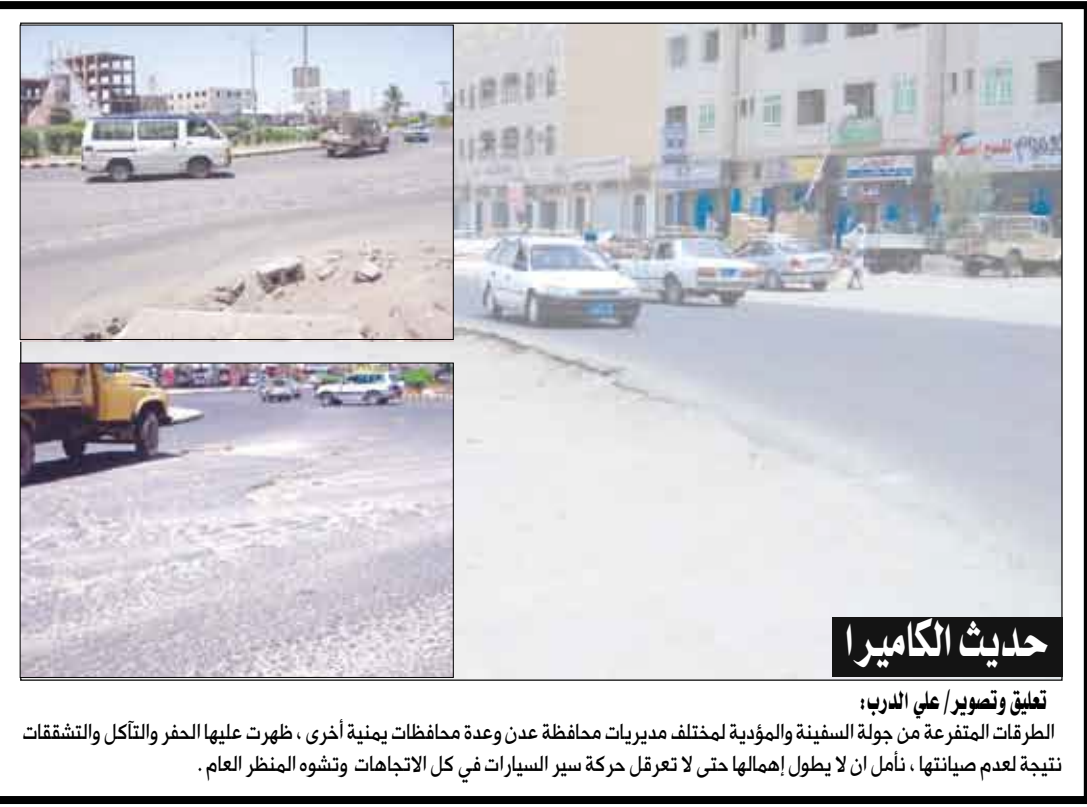 حديث الكاميرا
تعليق وتصوير/ علي الدرب:
الطرقات المتفرعة من جولة السفينة والمؤدية لمختلف مديريات محافظة عدن وعدة محافظات يمنية أخرى ، ظهرت عليها الحفر والتآكل والتشققات
نتيجة لعدم صيانتها ، نأمل ان لا يطول إهمالها حتى لا تعرقل حركة سير السيارات في كل الاتجاهات وتشوه المنظر العام .